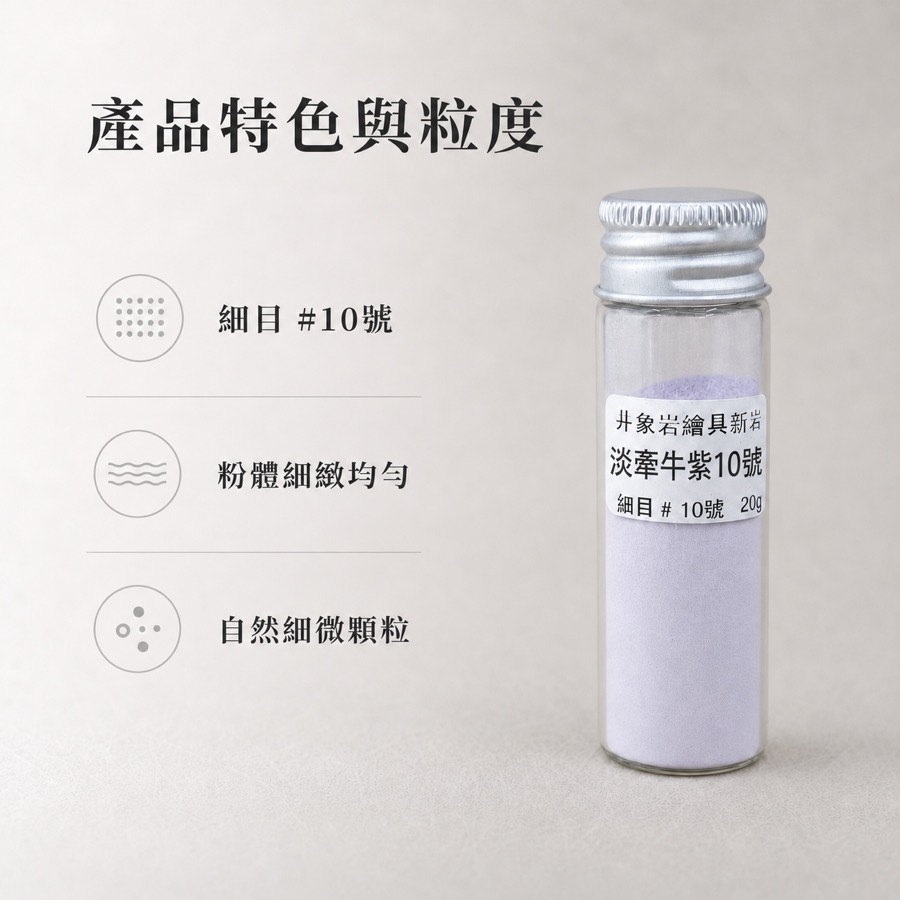 產品特色與粒度
細目 #10號
粉體細緻均勻
自然細微顆粒
井象岩繪具新岩
淡牽牛紫10號
細目 # 10號 20g